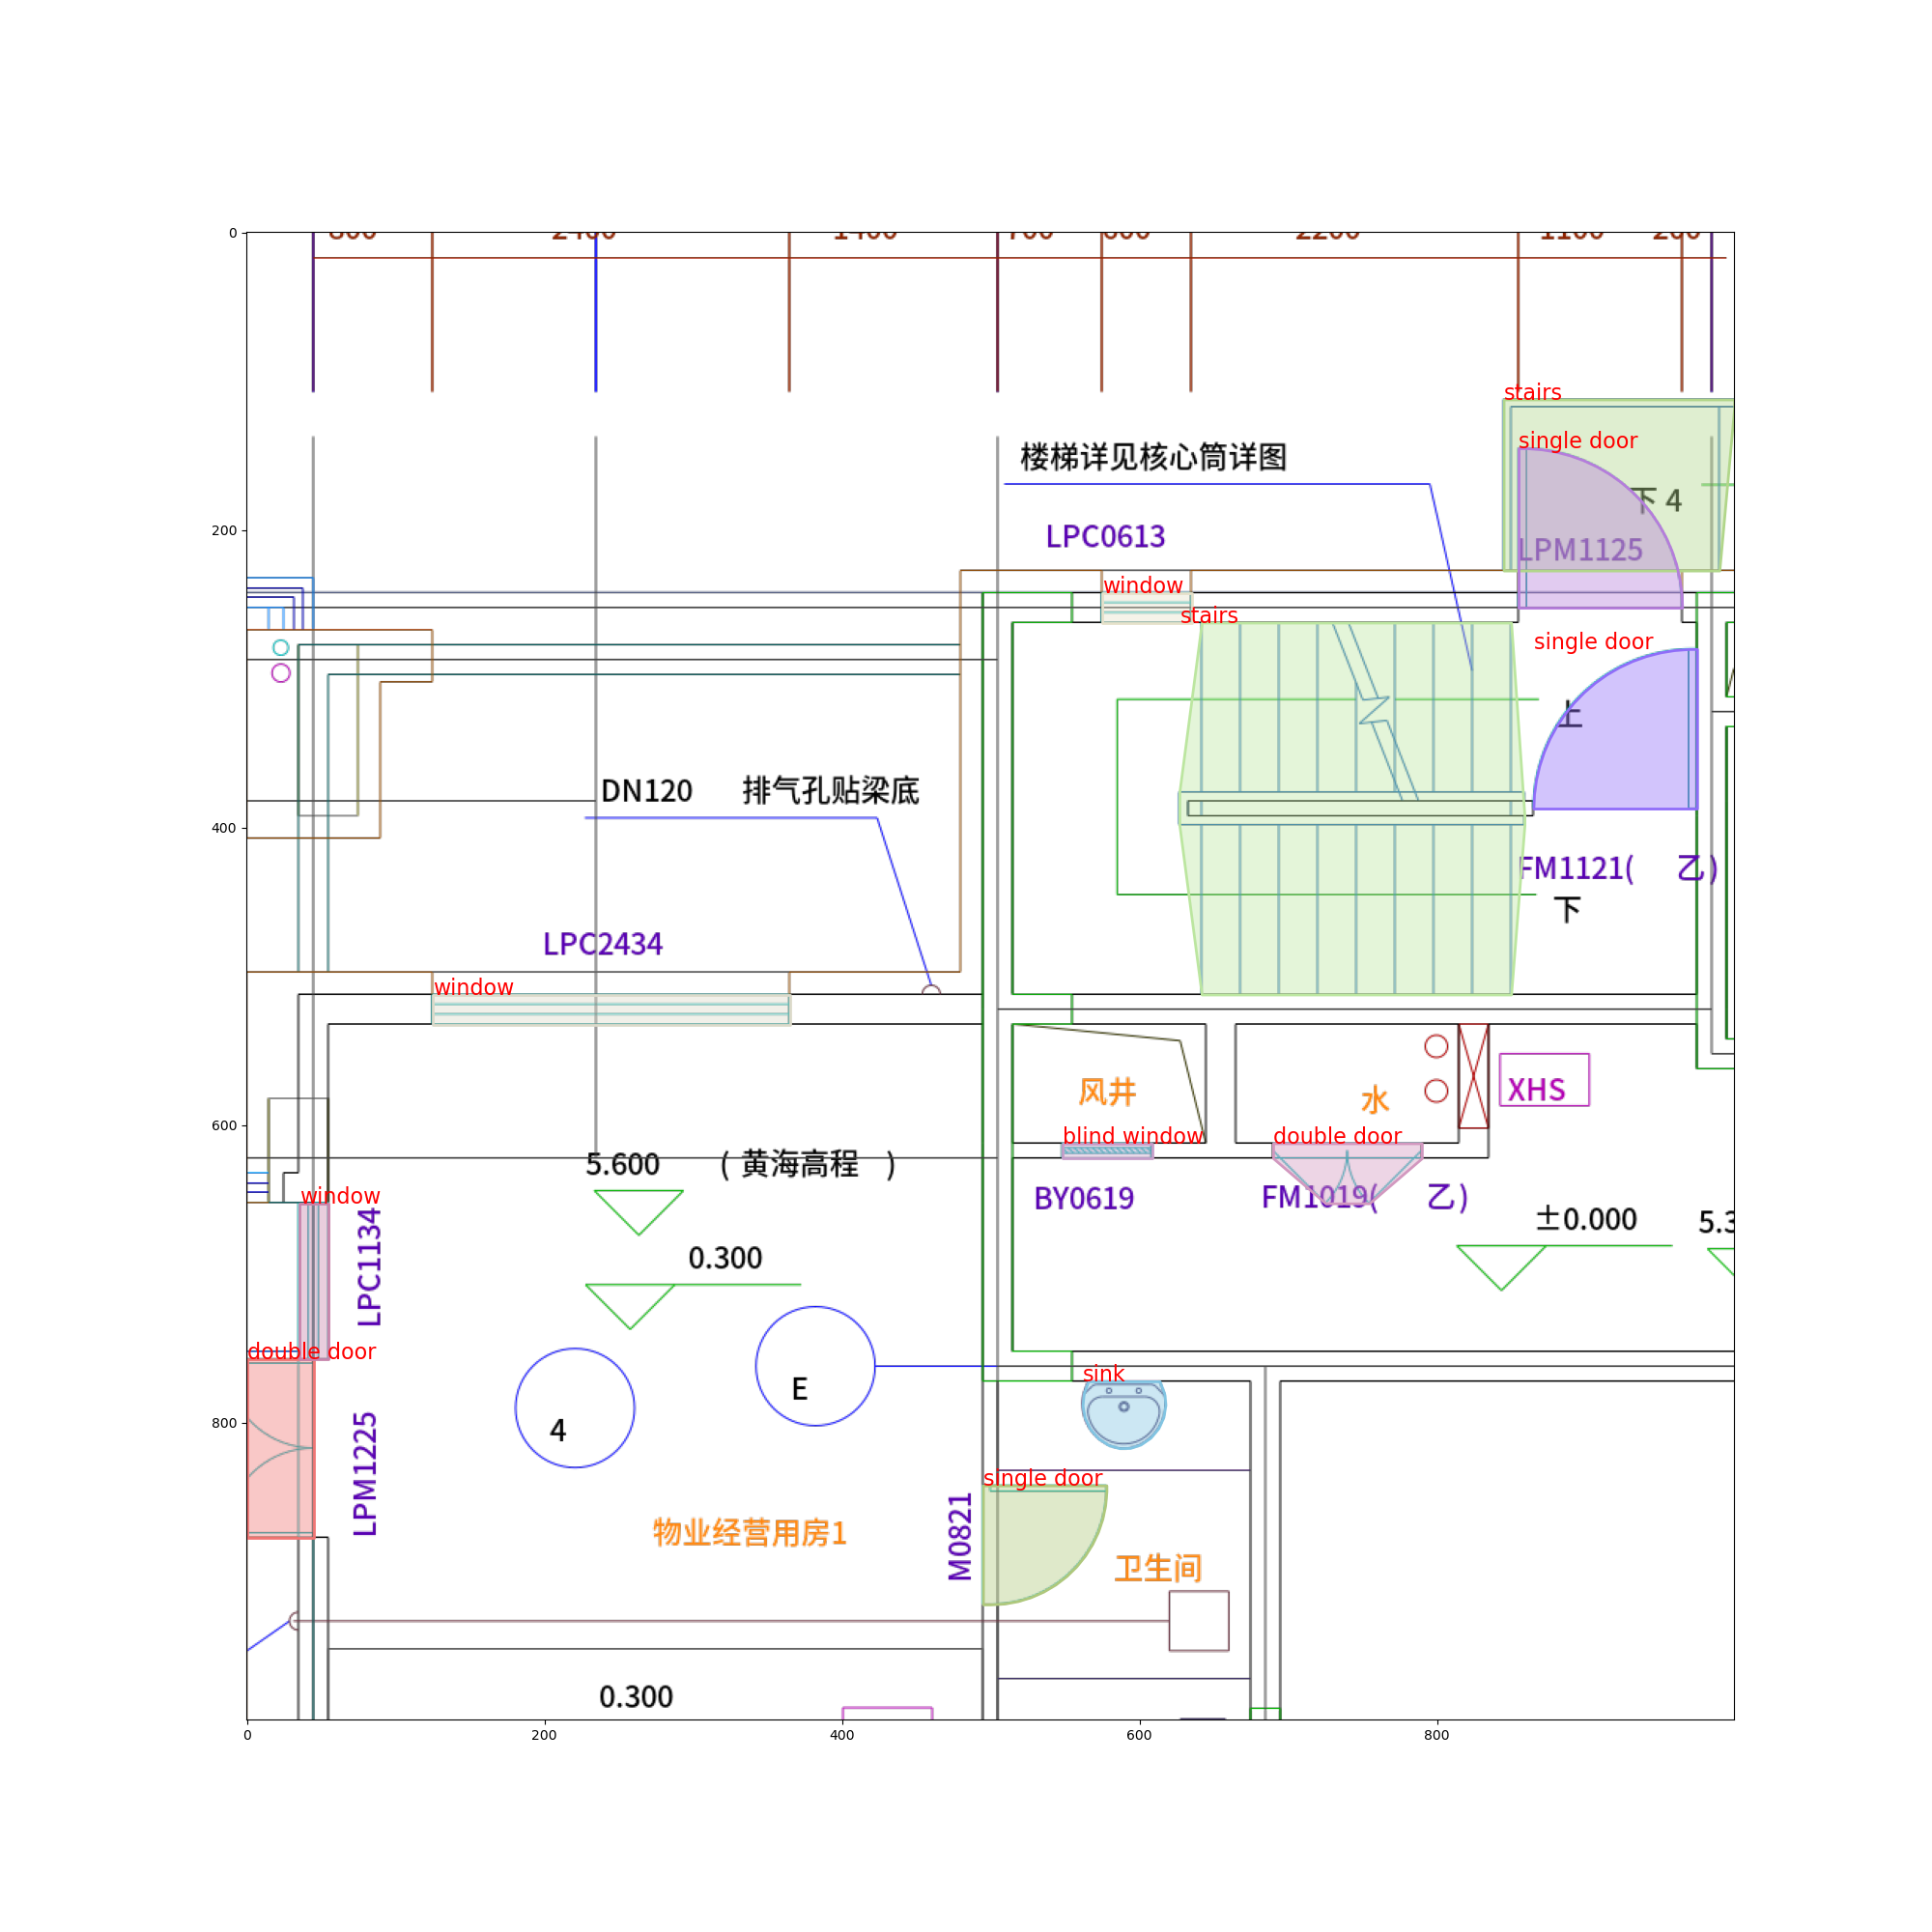 stairs
single door
楼梯详见核心筒详图
下 4
LPC0613
LPM1125
window
stairs
single door
上
DN120 排气孔贴梁底
FM1121( 乙)
下
LPC2434
window
风井
水
XHS
blind window
double door
5.600 ( 黄海高程 )
BY0619
FM1019( 乙)
window
LPC1134
±0.000
5.3
0.300
double door
E
sink
4
LPM1225
single door
M0821
物业经营用房1
卫生间
0.300
0
200
400
600
800
0
200
400
600
800